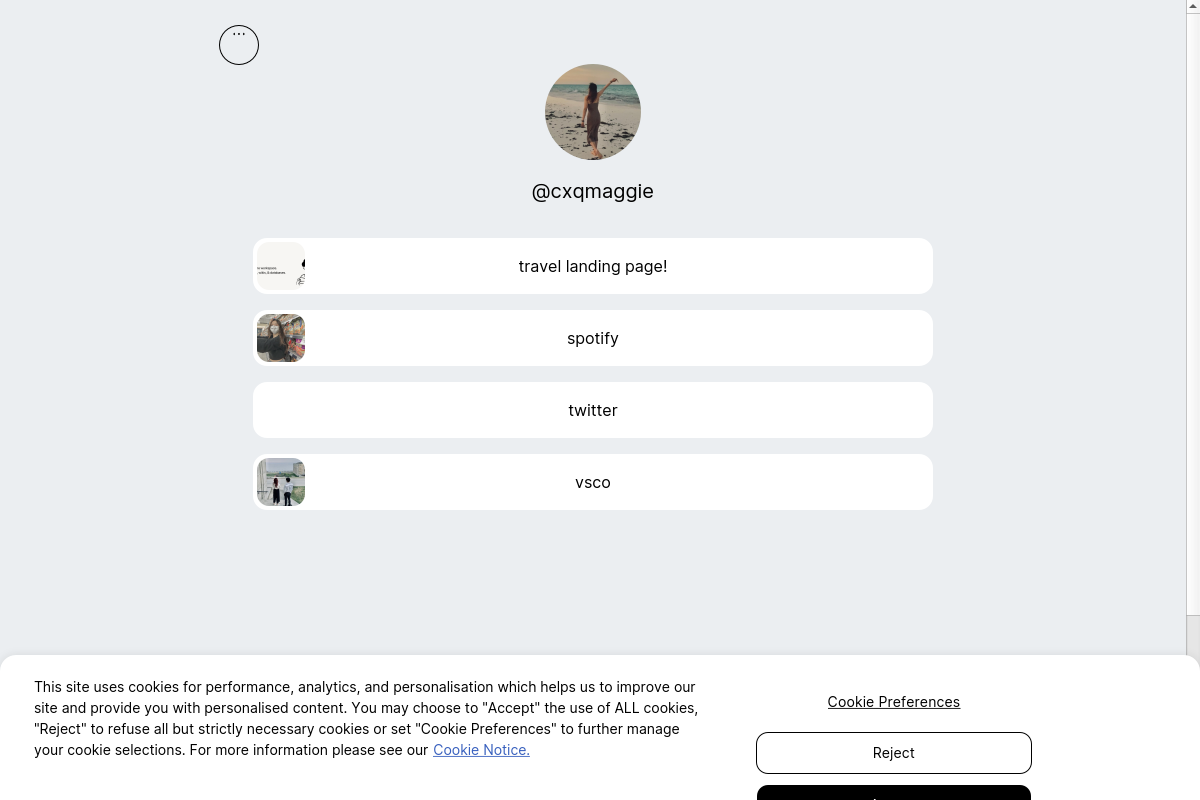 ...
@cxqmaggie
travel landing page!
spotify
twitter
vsco
This site uses cookies for performance, analytics, and personalisation which helps us to improve our
site and provide you with personalised content. You may choose to "Accept" the use of ALL cookies,
"Reject" to refuse all but strictly necessary cookies or set "Cookie Preferences" to further manage
your cookie selections. For more information please see our Cookie Notice.
Cookie Preferences
Reject